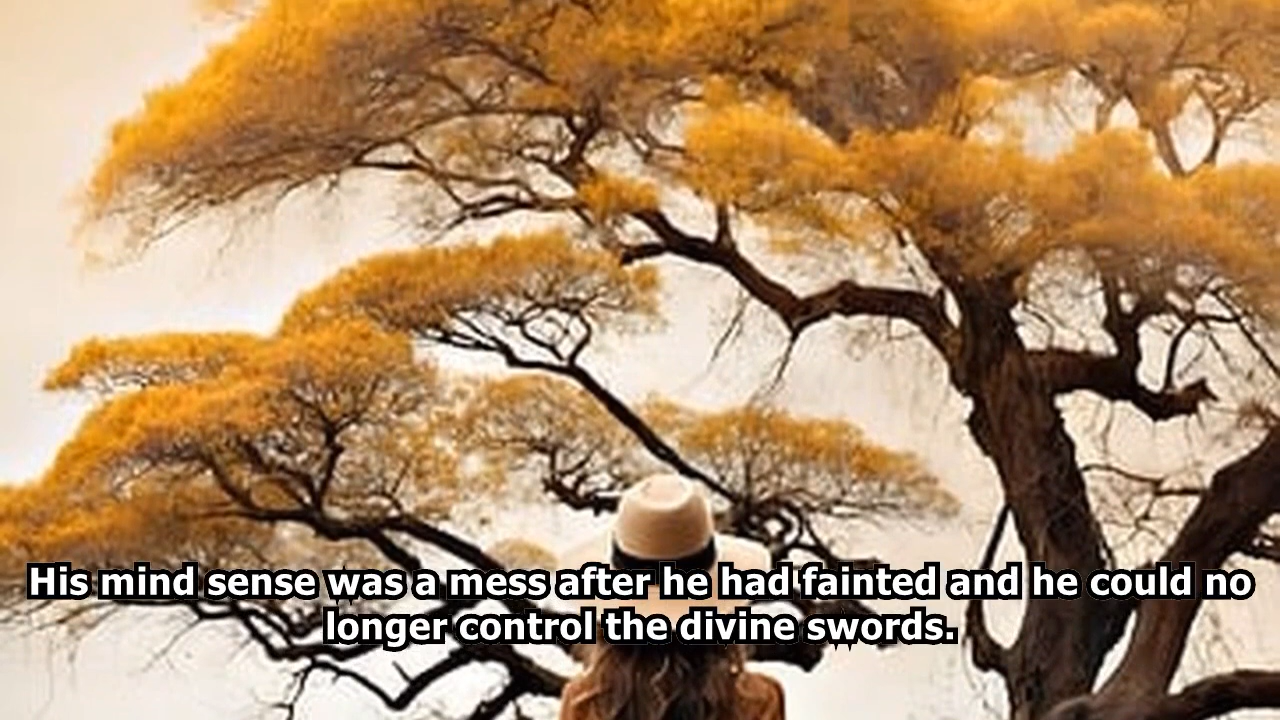 His mind sense was a mess after he had fainted and he could no
longer control the divine swords.